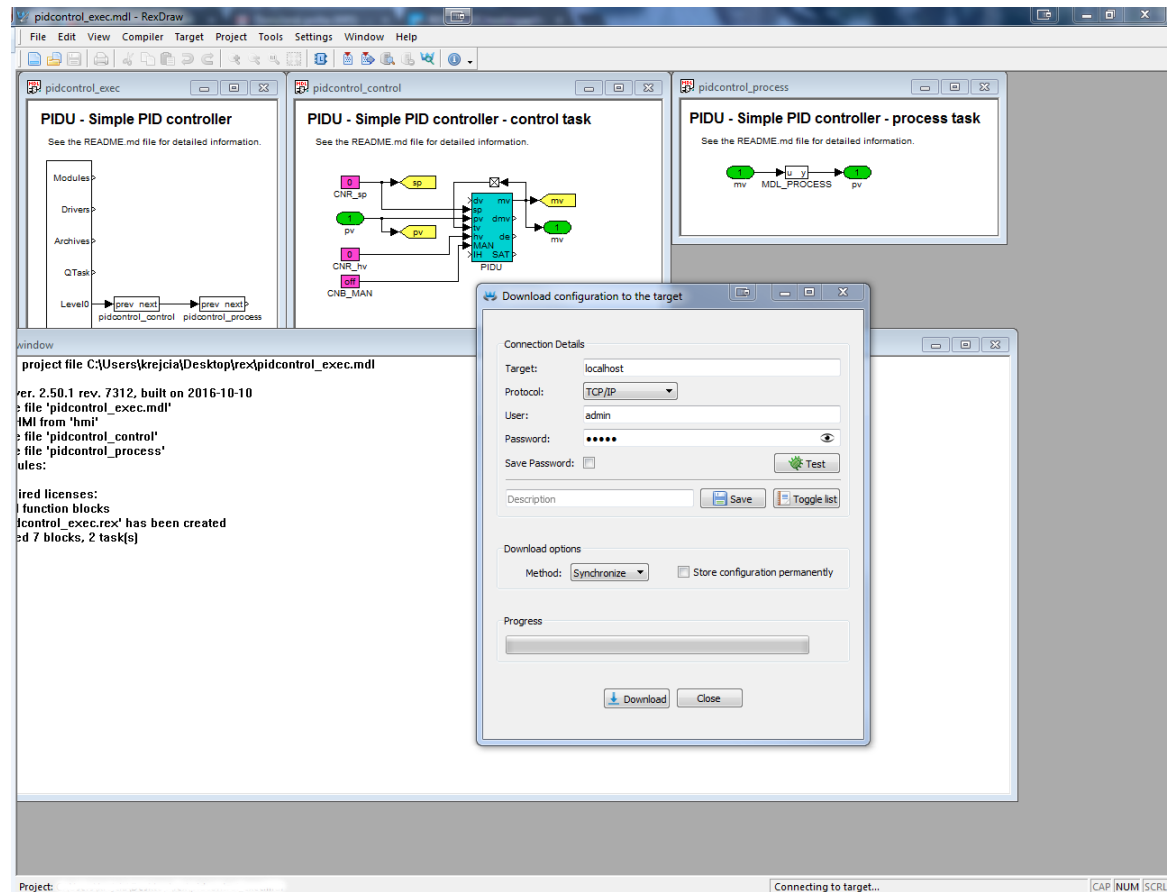 pidcontrol_exec.mdl - RexDraw
File Edit View Compiler Target Project Tools Settings Window Help
pidcontrol_exec
PIDU - Simple PID controller
See the README.md file for detailed information.
Modules
Drivers
Archives
QTask
Level0
prev next
prev next
pidcontrol_control pidcontrol_process
pidcontrol_control
PIDU - Simple PID controller - control task
See the README.md file for detailed information.
0
CNR_sp
sp
1
pv
pv
0
CNR_hv
off
CNB_MAN
dv mv
sp
pv dmv
tv
hv de
MAN
IH SAT
PIDU
mv
1
mv
pidcontrol_process
PIDU - Simple PID controller - process task
See the README.md file for detailed information.
1
u y
1
mv MDL_PROCESS pv
window
project file C:\Users\krejcia\Desktop\rex\pidcontrol_exec.mdl
ver. 2.50.1 rev. 7312, built on 2016-10-10
e file 'pidcontrol_exec.mdl'
HMI from 'hmi'
e file 'pidcontrol_control'
e file 'pidcontrol_process'
ules:
ired licenses:
function blocks
dcontrol_exec.rex' has been created
ed 7 blocks, 2 task(s)
Download configuration to the target
Connection Details
Target: localhost
Protocol: TCP/IP
User: admin
Password: •••••
Save Password: Test
Description Save Toggle list
Download options
Method: Synchronize Store configuration permanently
Progress
Download Close
Project: Connecting to target... CAP NUM SCRL